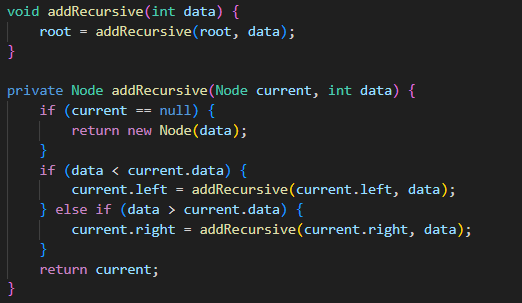 void addRecursive(int data) {
    root = addRecursive(root, data);
}

private Node addRecursive(Node current, int data) {
    if (current == null) {
        return new Node(data);
    }
    if (data < current.data) {
        current.left = addRecursive(current.left, data);
    } else if (data > current.data) {
        current.right = addRecursive(current.right, data);
    }
    return current;
}